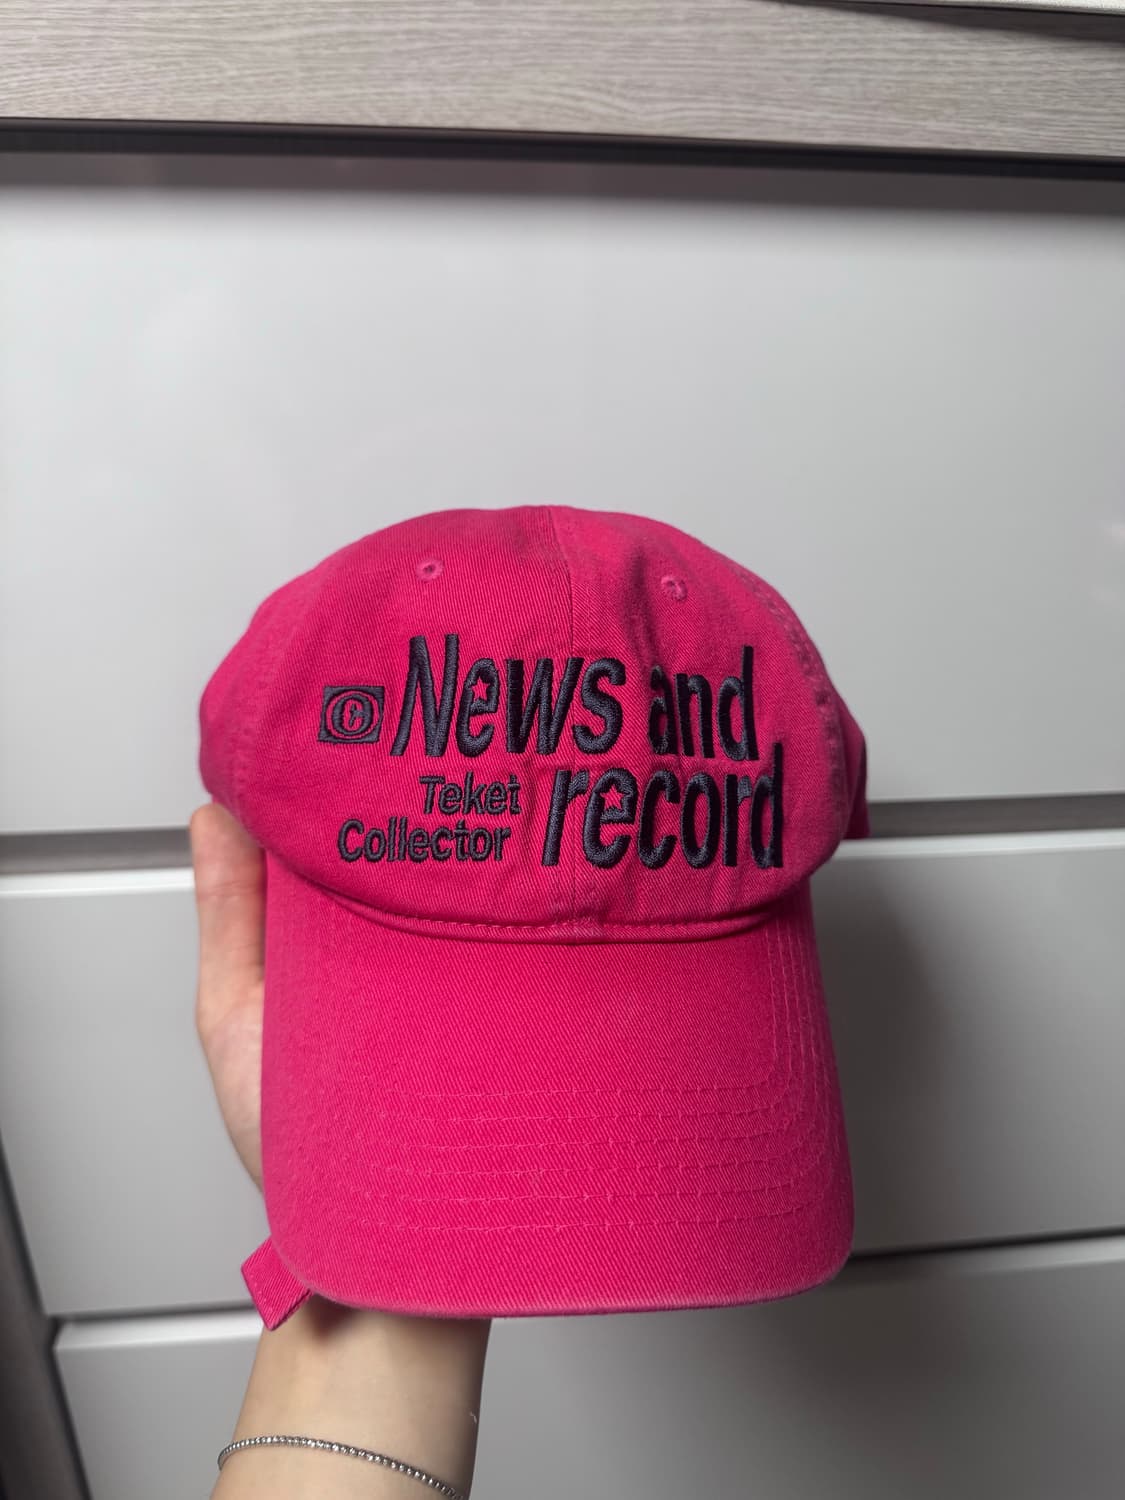 News and
Teket record
Collector